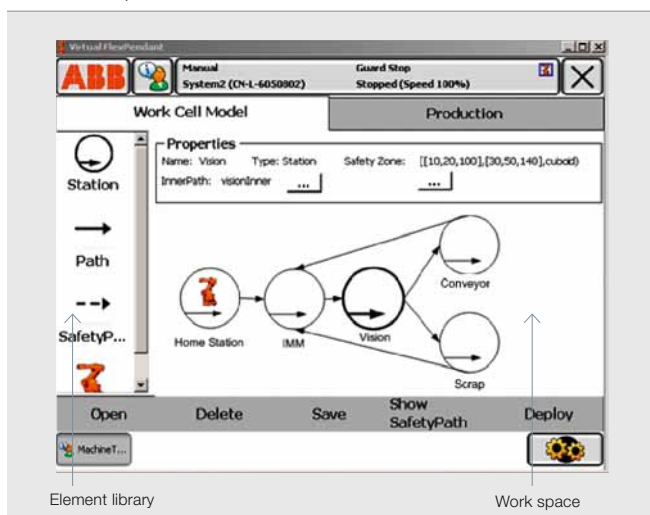 Virtual FlexPendant
ABB
Manual
System2 (CN-L-6050802)
Guard Stop
Stopped (Speed 100%)
Work Cell Model
Production
Station
Path
SafetyP...
Properties
Name: Vision Type: Station Safety Zone: [[10,20,100],[30,50,140],cuboid)
InnerPath: visionInner ... ...
Home Station
IMM
Vision
Conveyor
Scrap
Open
Delete
Save
Show
SafetyPath
Deploy
MachineT...
Element library
Work space